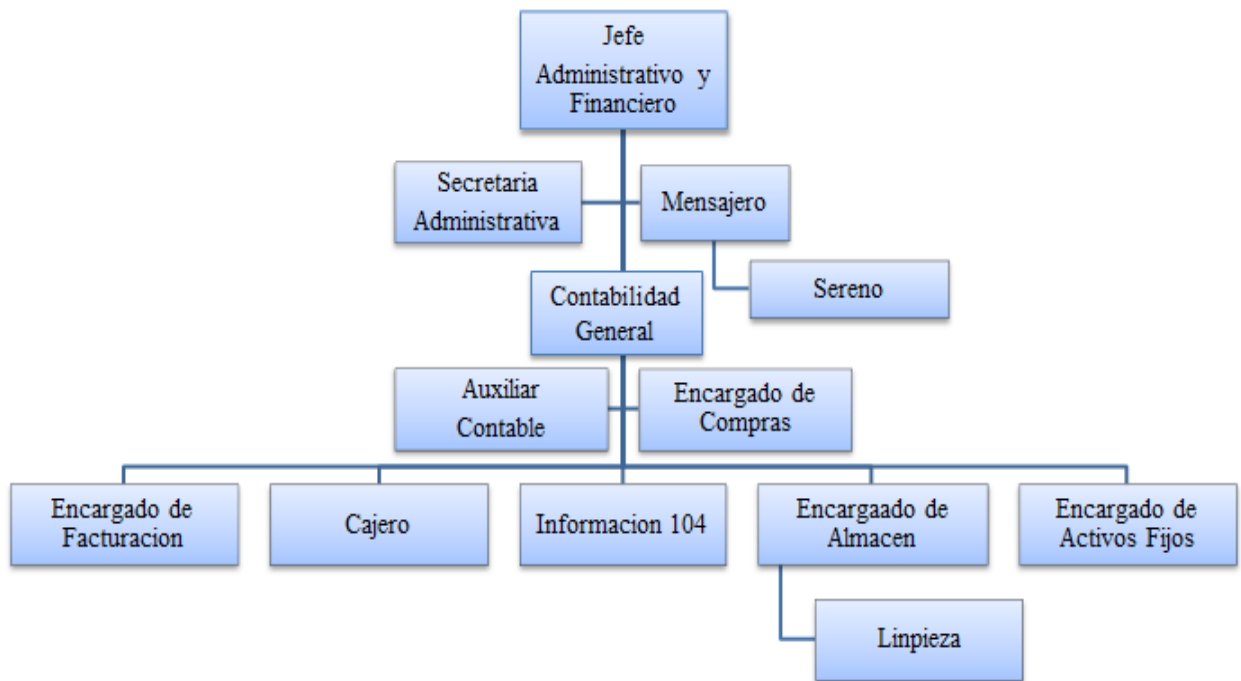 Jefe
Administrativo y
Financiero
Secretaria
Administrativa
Mensajero
Sereno
Contabilidad
General
Auxiliar
Contable
Encargado de
Compras
Encargado de
Facturacion
Cajero
Informacion 104
Encargaado de
Almacen
Encargado de
Activos Fijos
Linpieza